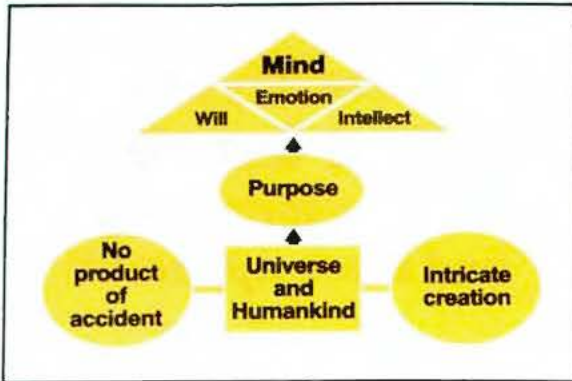 Mind
Emotion
Will
Intellect
Purpose
No
product
of
accident
Universe
and
Humankind
Intricate
creation